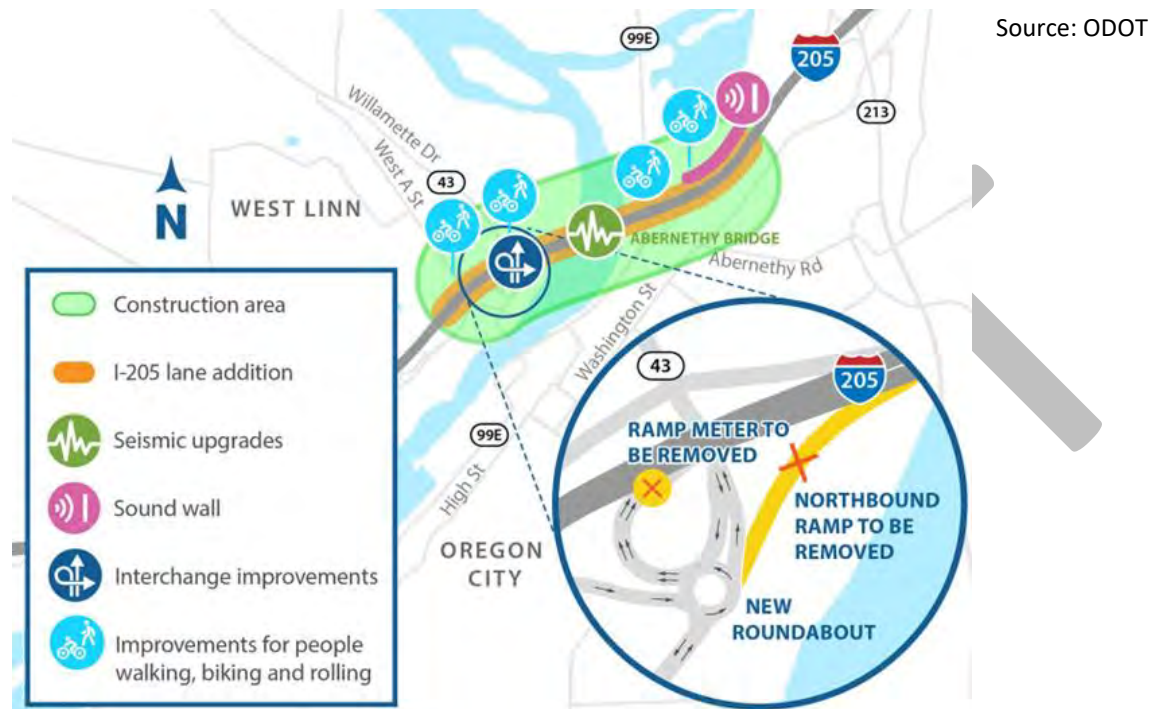 Source: ODOT
99E
205
213
Willamette Dr
West A St
43
WEST LINN
N
ABERNETHY BRIDGE
Abernethy Rd
Washington St
99E
High St
OREGON
CITY
Construction area
I-205 lane addition
Seismic upgrades
Sound wall
Interchange improvements
Improvements for people
walking, biking and rolling
43
205
RAMP METER TO
BE REMOVED
NORTHBOUND
RAMP TO BE
REMOVED
NEW
ROUNDABOUT